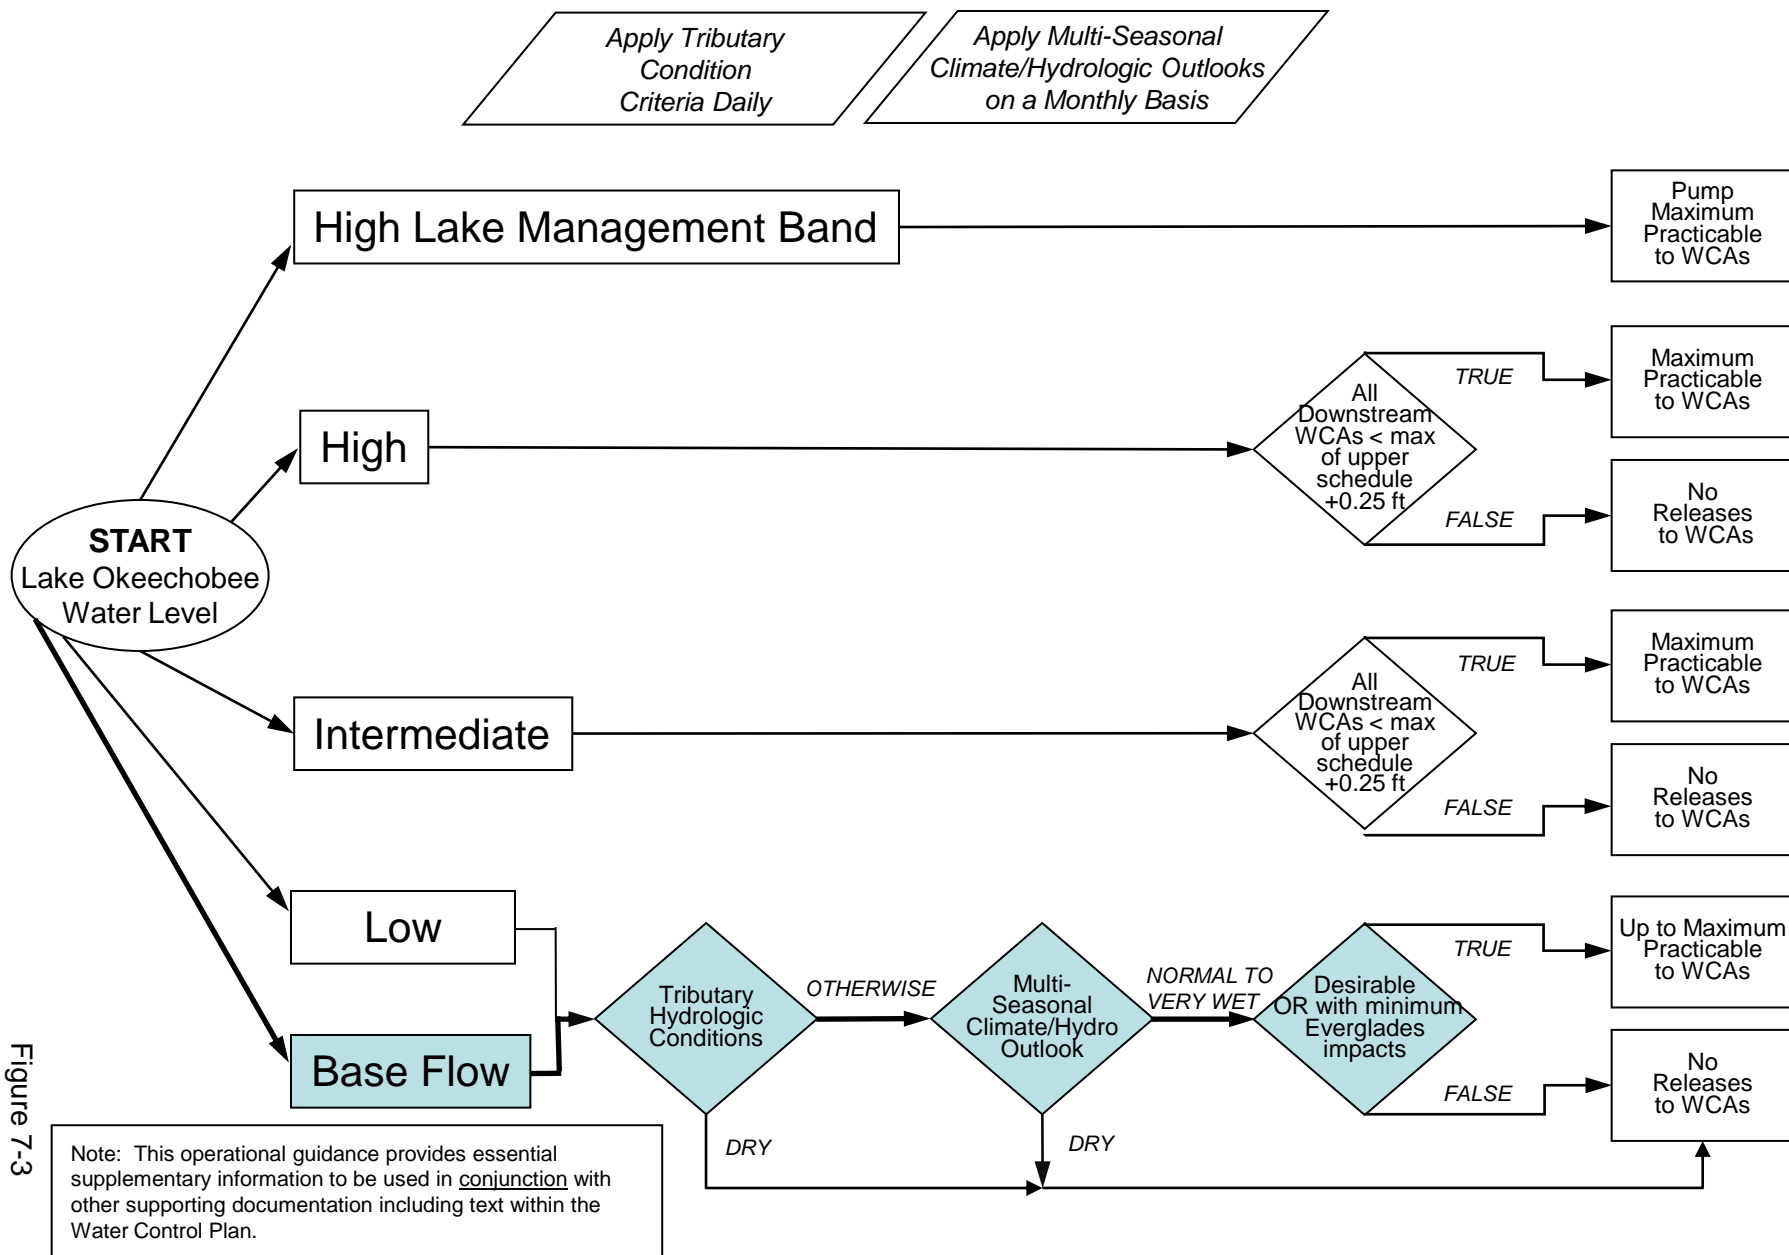 Apply Tributary
Condition
Criteria Daily
Apply Multi-Seasonal
Climate/Hydrologic Outlooks
on a Monthly Basis
High Lake Management Band
Pump
Maximum
Practicable
to WCAs
High
All
Downstream
WCAs < max
of upper
schedule
+0.25 ft
TRUE
Maximum
Practicable
to WCAs
FALSE
No
Releases
to WCAs
START
Lake Okeechobee
Water Level
Intermediate
All
Downstream
WCAs < max
of upper
schedule
+0.25 ft
TRUE
Maximum
Practicable
to WCAs
FALSE
No
Releases
to WCAs
Low
Base Flow
Tributary
Hydrologic
Conditions
OTHERWISE
DRY
Multi-
Seasonal
Climate/Hydro
Outlook
NORMAL TO
VERY WET
DRY
Desirable
OR with minimum
Everglades
impacts
TRUE
Up to Maximum
Practicable
to WCAs
FALSE
No
Releases
to WCAs
Figure 7-3
Note: This operational guidance provides essential
supplementary information to be used in conjunction with
other supporting documentation including text within the
Water Control Plan.